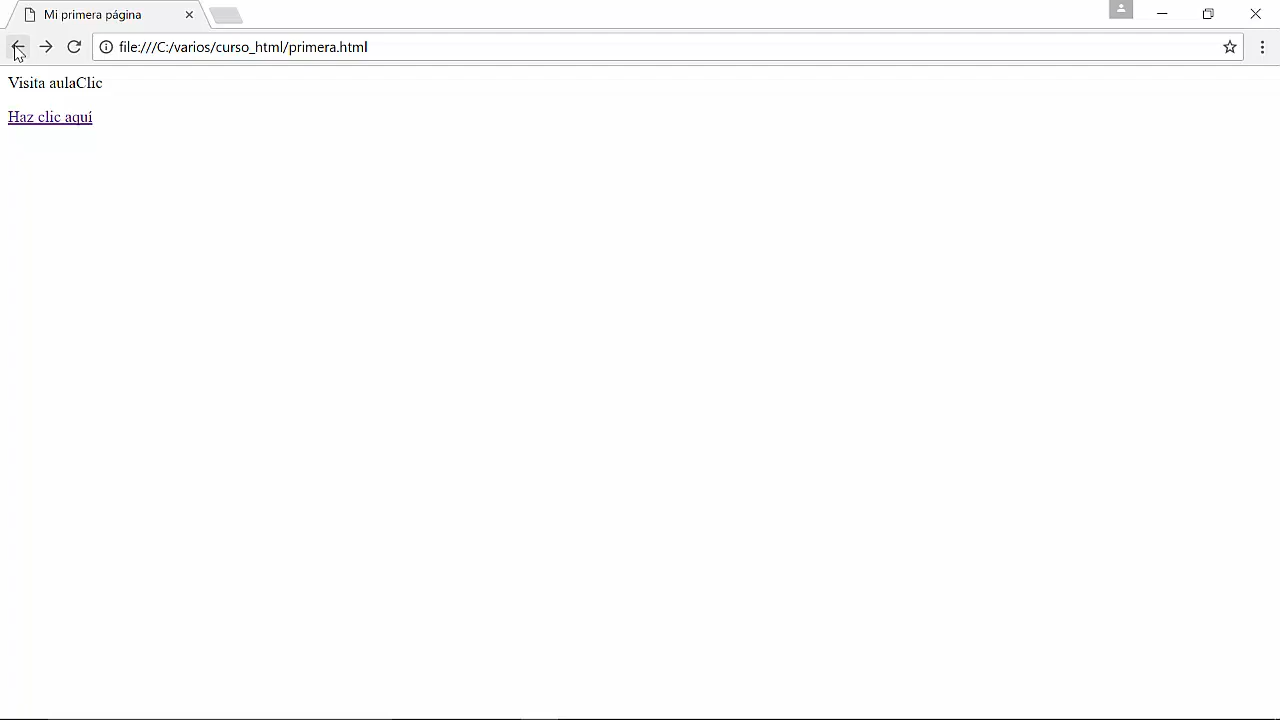 Mi primera página
file:///C:/varios/curso_html/primera.html
Visita aulaClic
Haz clic aquí